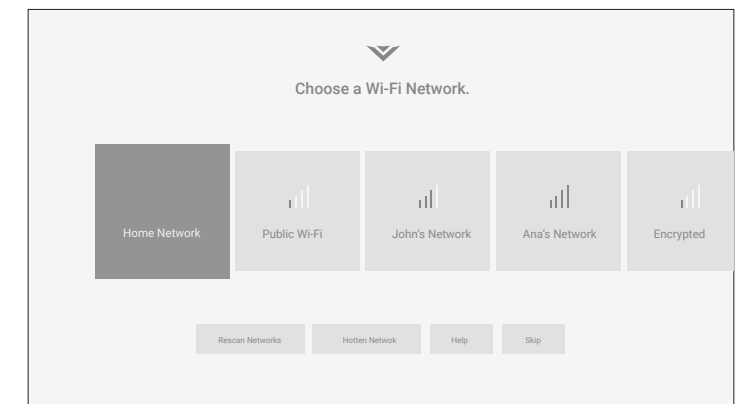 Choose a Wi-Fi Network.
Home Network
Public Wi-Fi
John's Network
Ana's Network
Encrypted
Rescan Networks
Hotten Netwok
Help
Skip